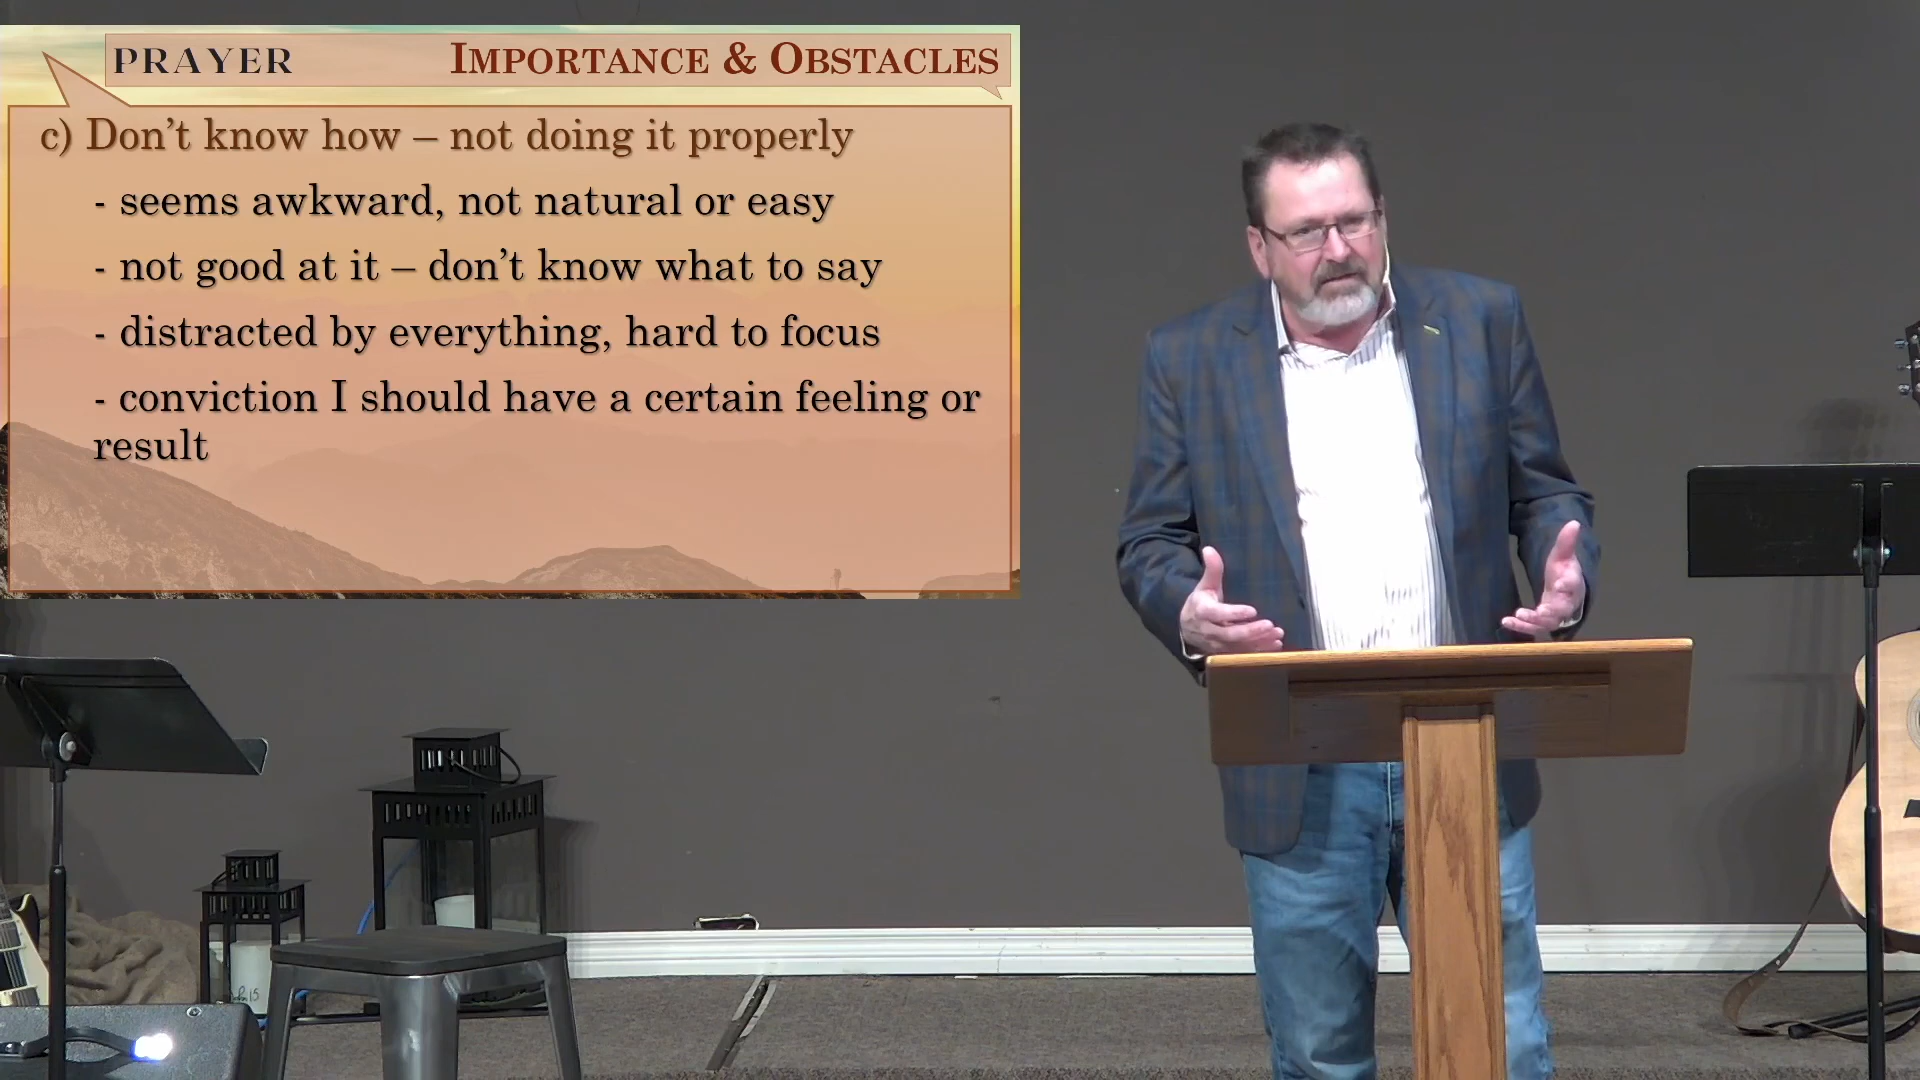 PRAYER IMPORTANCE & OBSTACLES
c) Don’t know how – not doing it properly
- seems awkward, not natural or easy
- not good at it – don’t know what to say
- distracted by everything, hard to focus
- conviction I should have a certain feeling or
result